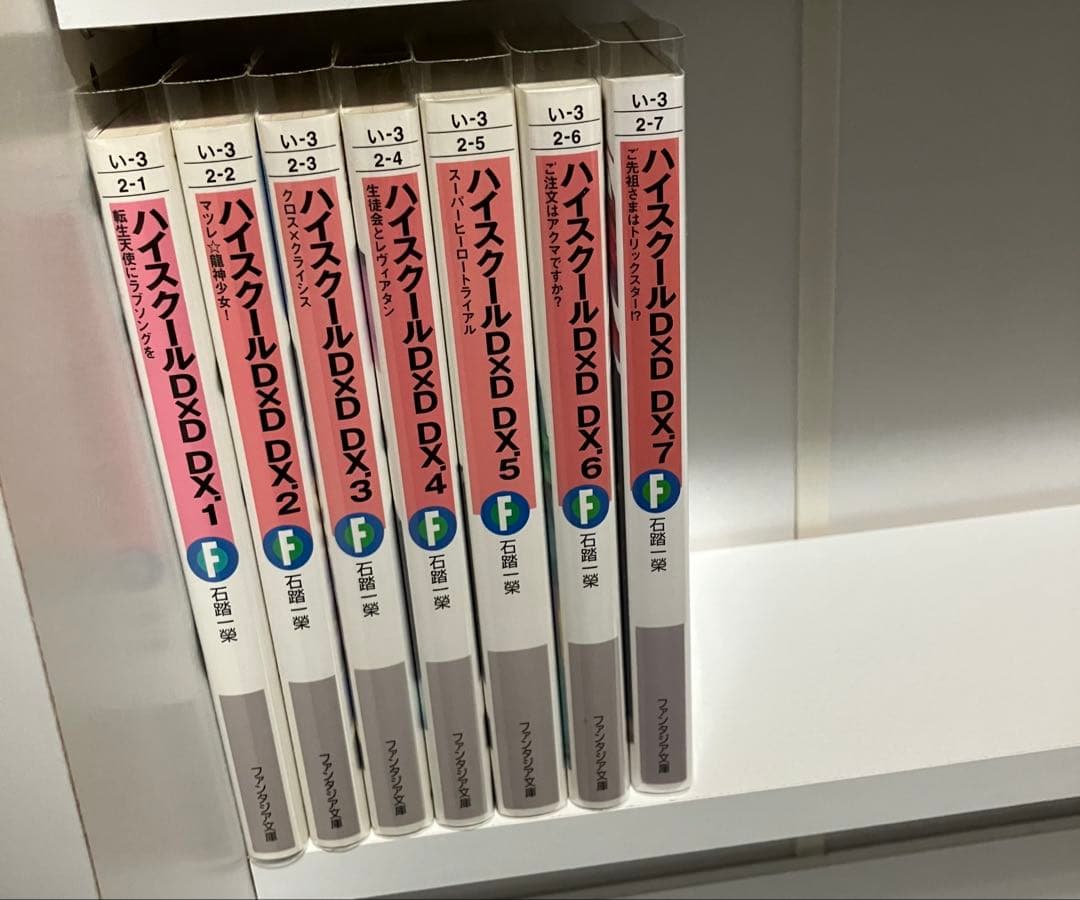 い-3
2-1
ハイスクールD×D DX.1
転生天使にラブソングを
F
石踏一榮
ファンタジア文庫
い-3
2-2
ハイスクールD×D DX.2
マツレ☆龍神少女!
F
石踏一榮
ファンタジア文庫
い-3
2-3
ハイスクールD×D DX.3
クロス×クライシス
F
石踏一榮
ファンタジア文庫
い-3
2-4
ハイスクールD×D DX.4
生徒会とレヴィアタン
F
石踏一榮
ファンタジア文庫
い-3
2-5
ハイスクールD×D DX.5
スーパーヒーロートライアル
F
石踏一榮
ファンタジア文庫
い-3
2-6
ハイスクールD×D DX.6
ご注文はアクマですか?
F
石踏一榮
ファンタジア文庫
い-3
2-7
ハイスクールD×D DX.7
ご先祖さまはトリックスター!?
F
石踏一榮
ファンタジア文庫